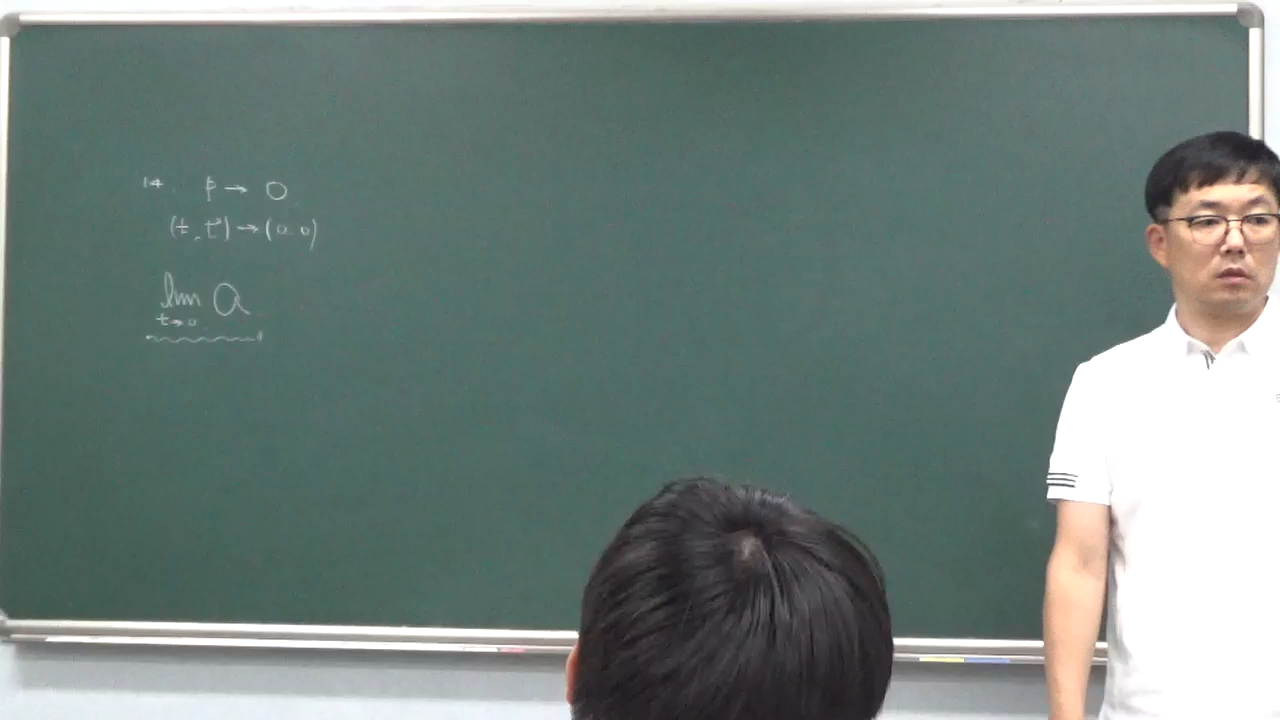 14. P → O
(t, t²) → (0, 0)
lim a
t→0